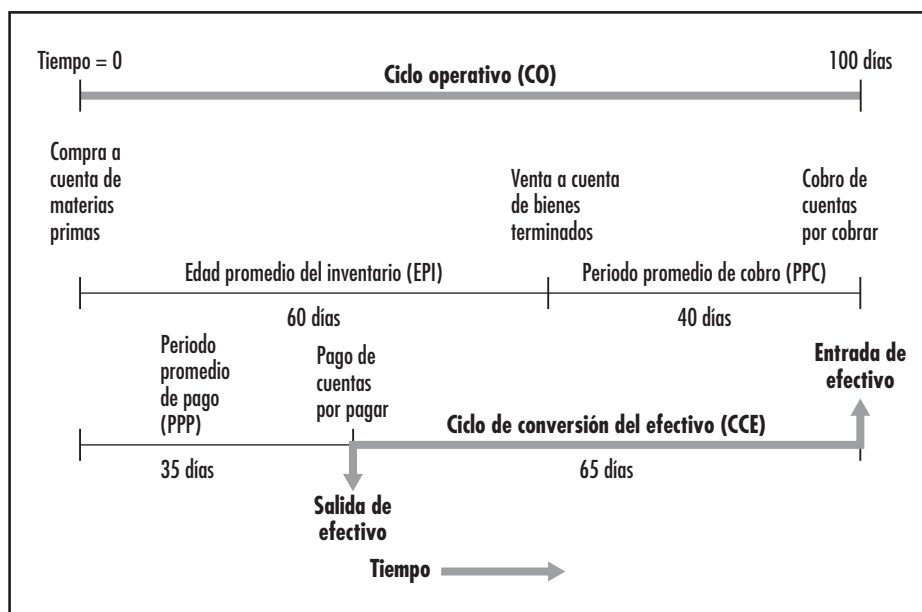 Tiempo = 0
100 días
Ciclo operativo (CO)
Compra a
cuenta de
materias
primas
Venta a cuenta
de bienes
terminados
Cobro de
cuentas
por cobrar
Edad promedio del inventario (EPI)
Periodo promedio de cobro (PPC)
60 días
40 días
Periodo
promedio
de pago
(PPP)
Pago de
cuentas
por pagar
Entrada de
efectivo
Ciclo de conversión del efectivo (CCE)
35 días
65 días
Salida de
efectivo
Tiempo